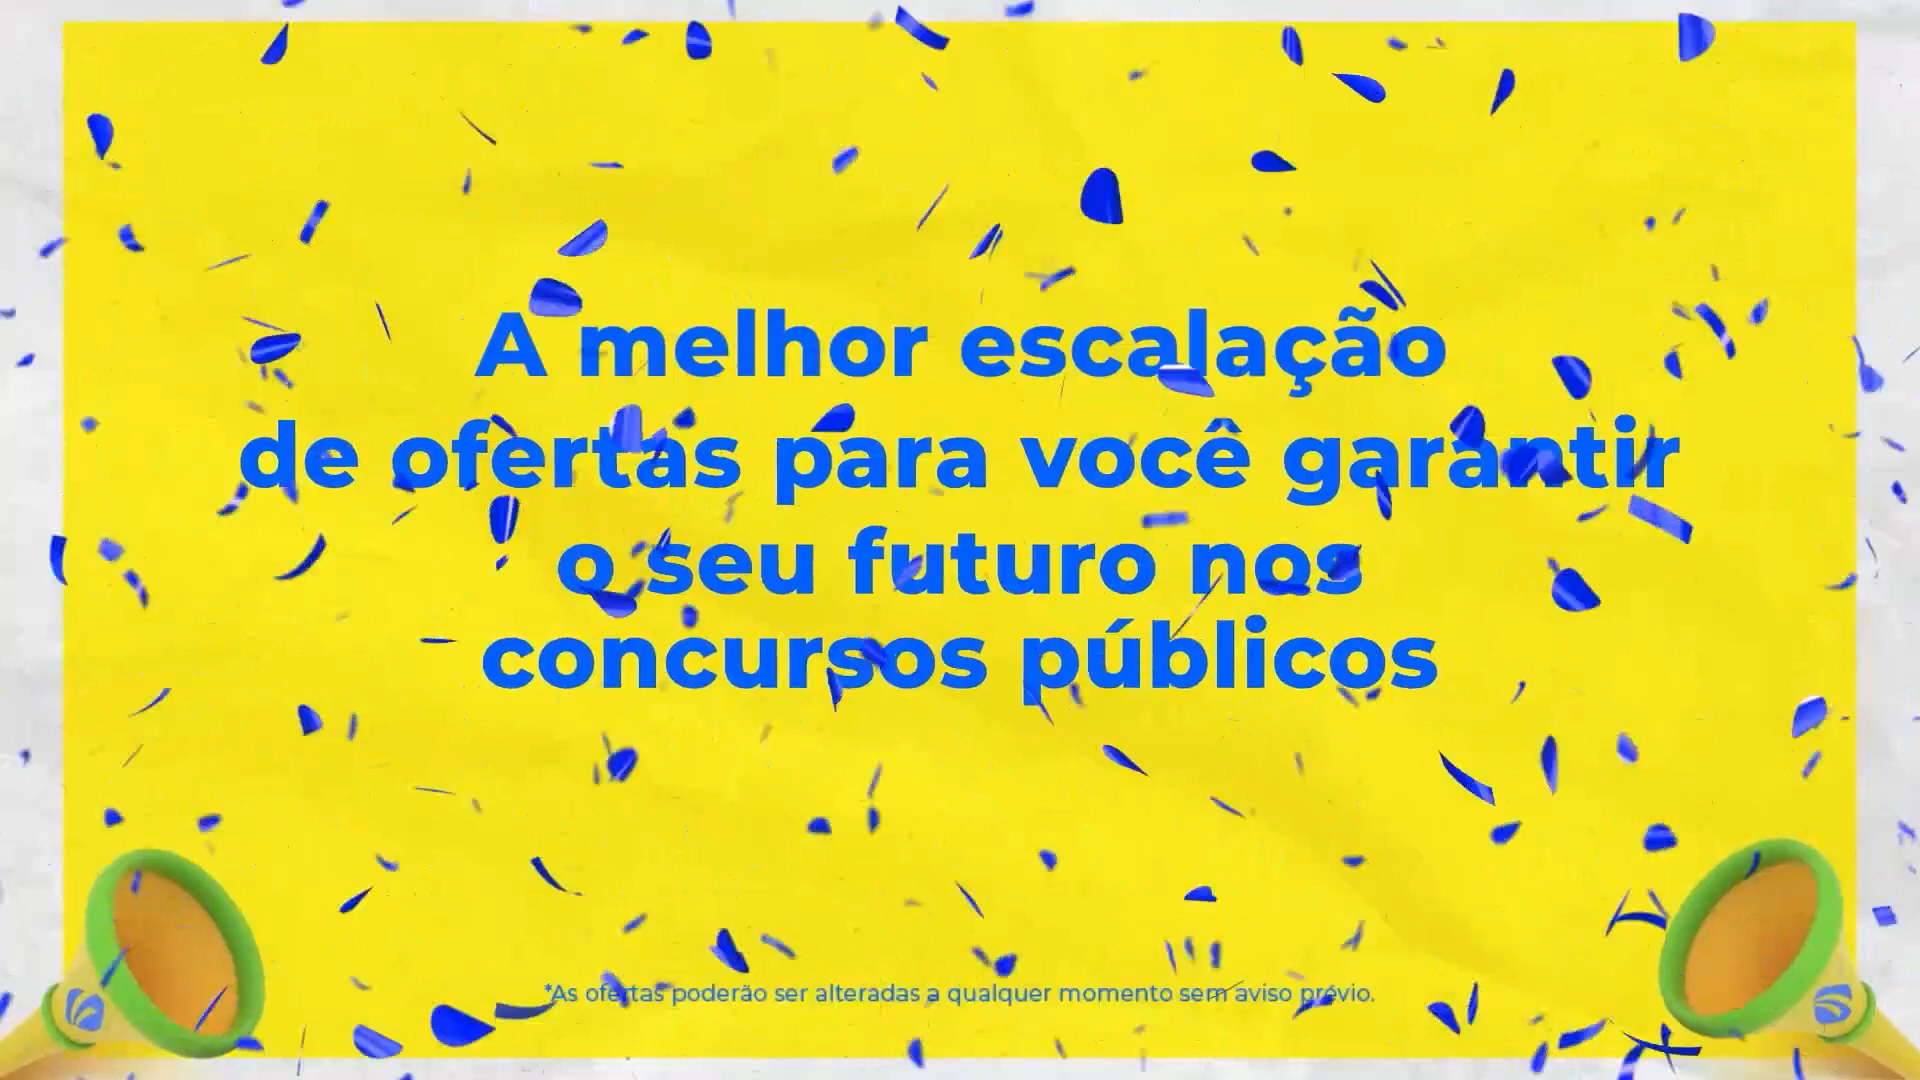 A melhor escalação
de ofertas para você garantir
o seu futuro nos
concursos públicos
*As ofertas poderão ser alteradas a qualquer momento sem aviso prévio.